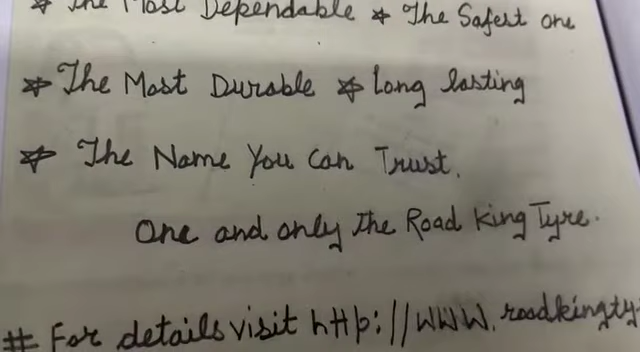 ☆ The Most Dependable ☆ The Safest one
☆ The Most Durable ☆ Long lasting
☆ The Name You Can Trust.
One and only the Road king Tyre.
# For details visit http://WWW.roadkingty